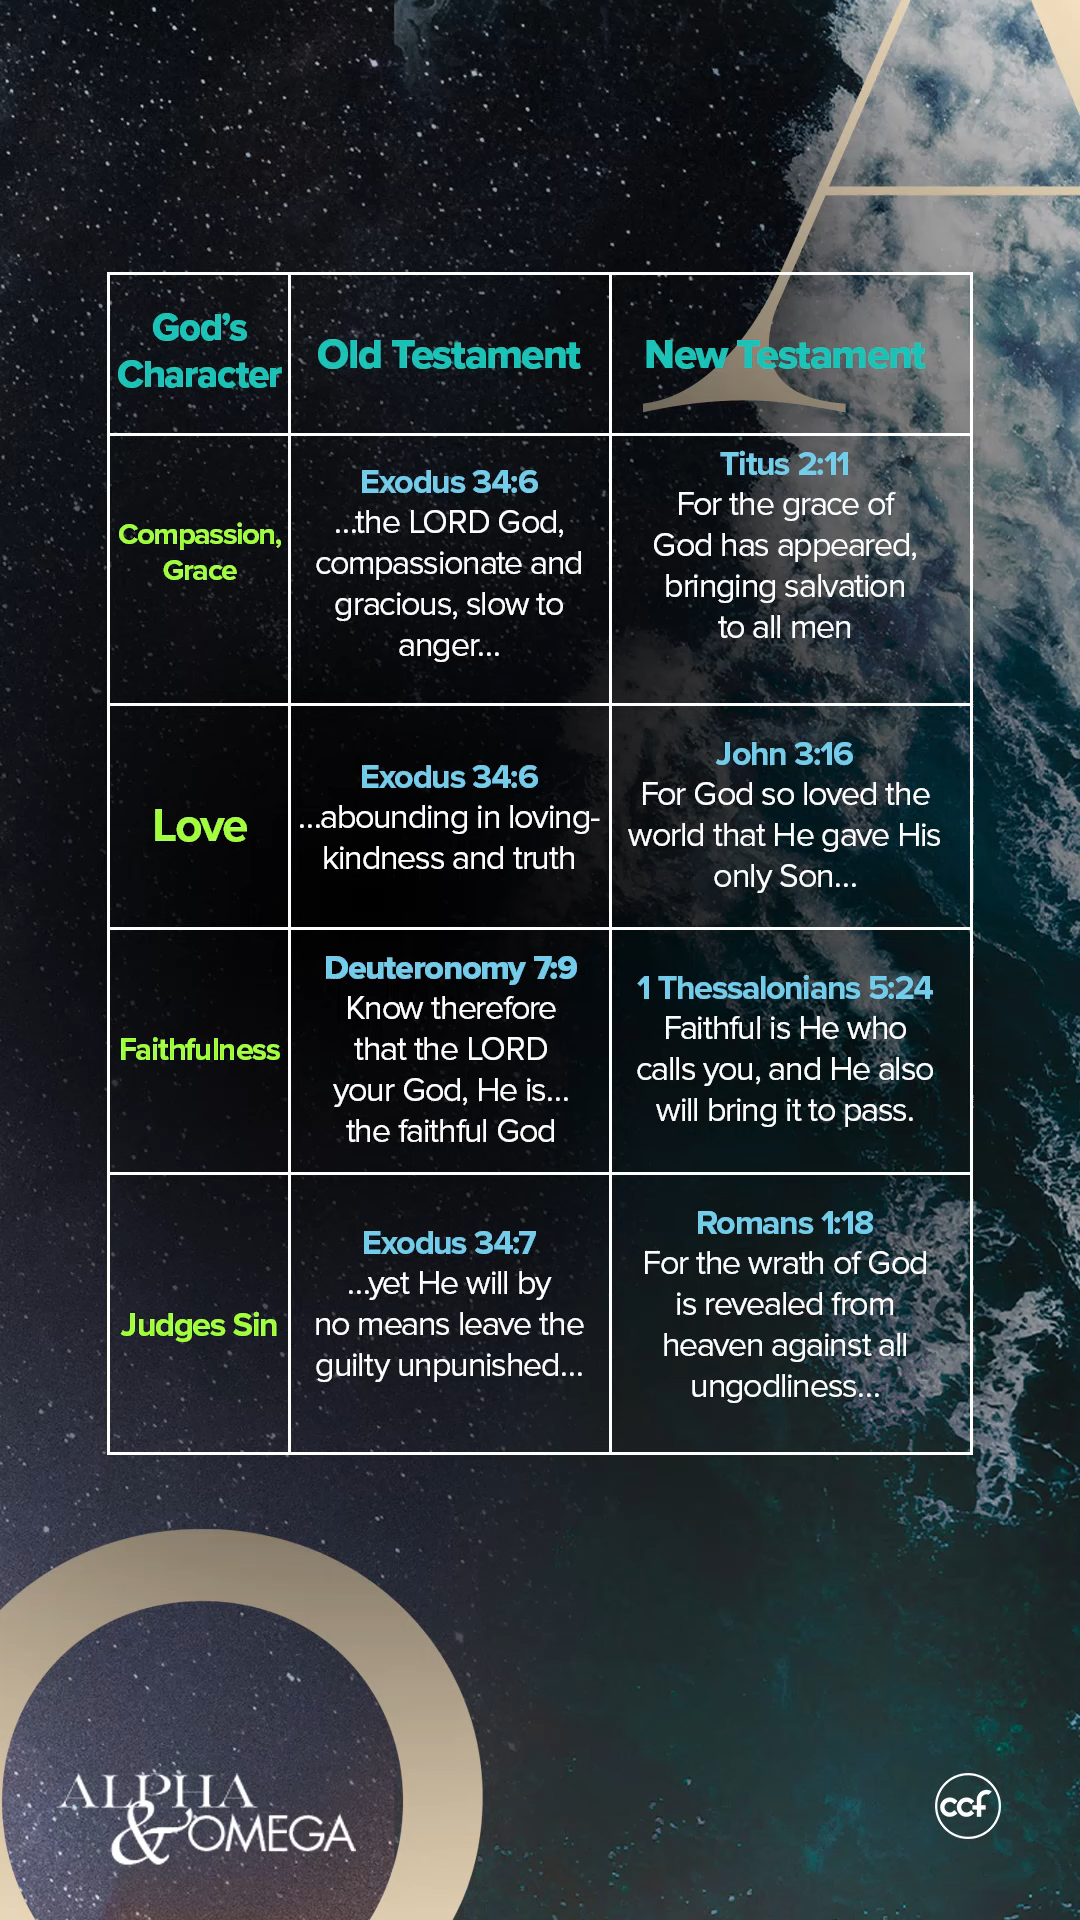 God's
Character
Old Testament
New Testament
Compassion,
Grace
Exodus 34:6
...the LORD God,
compassionate and
gracious, slow to
anger...
Titus 2:11
For the grace of
God has appeared,
bringing salvation
to all men
Love
Exodus 34:6
...abounding in loving-
kindness and truth
John 3:16
For God so loved the
world that He gave His
only Son...
Faithfulness
Deuteronomy 7:9
Know therefore
that the LORD
your God, He is...
the faithful God
1 Thessalonians 5:24
Faithful is He who
calls you, and He also
will bring it to pass.
Judges Sin
Exodus 34:7
...yet He will by
no means leave the
guilty unpunished...
Romans 1:18
For the wrath of God
is revealed from
heaven against all
ungodliness...
ALPHA
&OMEGA
ccf